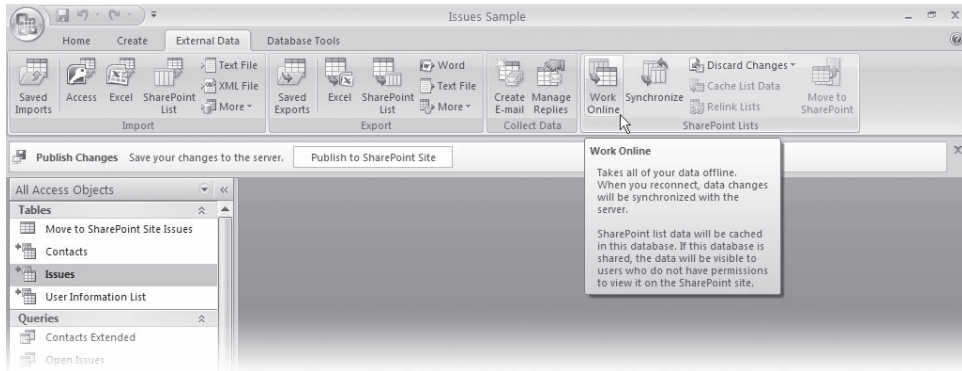 Issues Sample
Home Create External Data Database Tools
Saved Imports
Access
Excel
SharePoint List
Text File
XML File
More
Import
Saved Exports
Excel
SharePoint List
Word
Text File
More
Export
Create E-mail
Manage Replies
Collect Data
Work Online
Synchronize
Discard Changes
Cache List Data
Relink Lists
Move to SharePoint
SharePoint Lists
Publish Changes Save your changes to the server. Publish to SharePoint Site
Work Online
Takes all of your data offline.
When you reconnect, data changes
will be synchronized with the
server.
SharePoint list data will be cached
in this database. If this database is
shared, the data will be visible to
users who do not have permissions
to view it on the SharePoint site.
All Access Objects
Tables
Move to SharePoint Site Issues
Contacts
Issues
User Information List
Queries
Contacts Extended
Open Issues